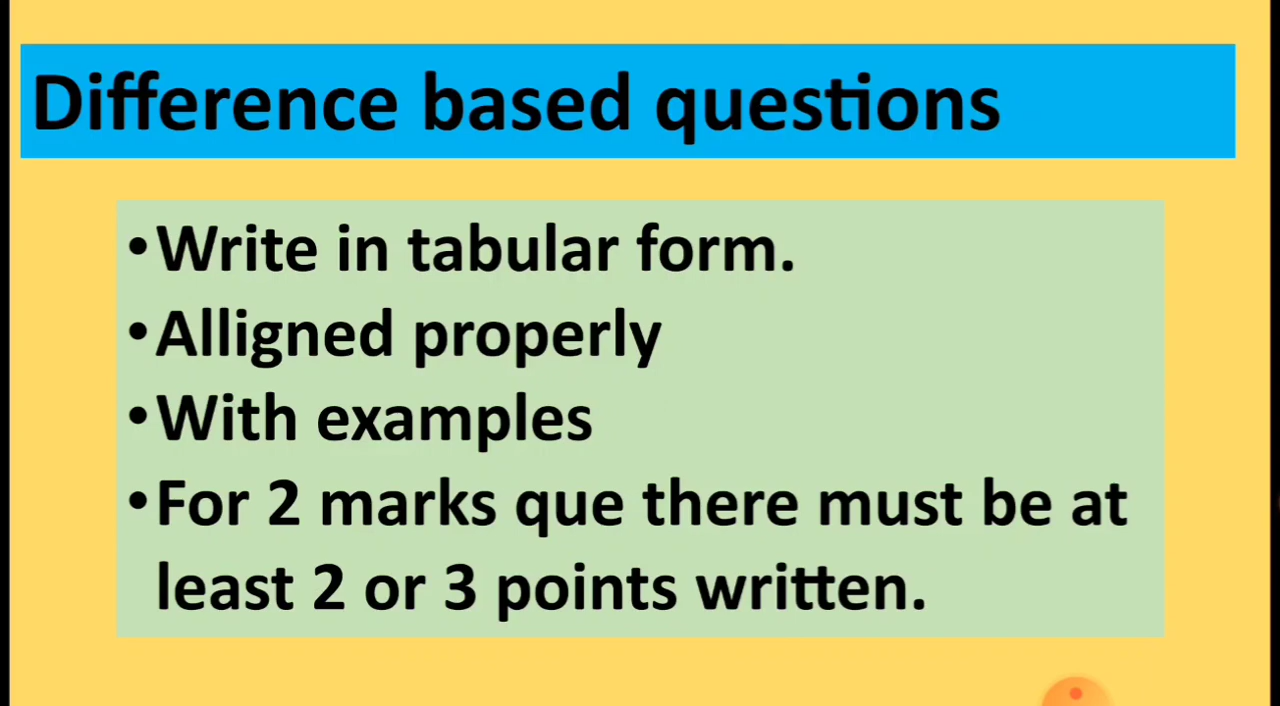 Difference based questions
•Write in tabular form.
•Alligned properly
•With examples
•For 2 marks que there must be at
least 2 or 3 points written.